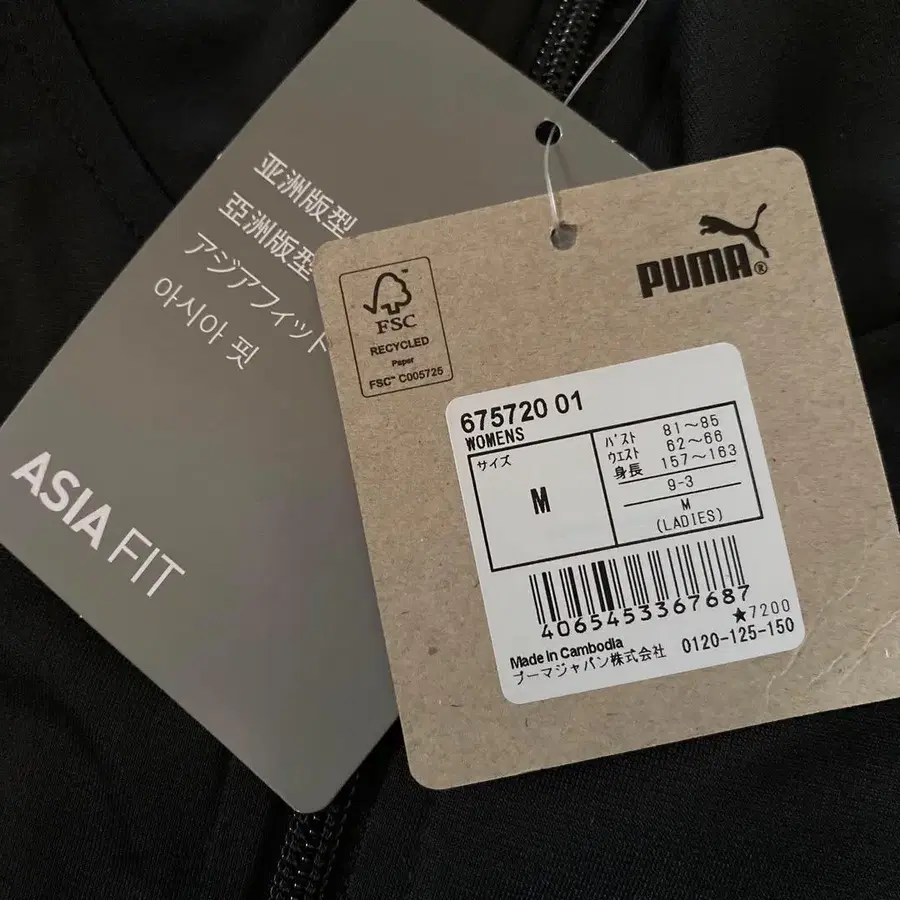 亚洲版型
亞洲版型
アジアフィット
아시아 핏
ASIA FIT
PUMA®
FSC™
RECYCLED
Paper
FSC™ C005725
675720 01
WOMENS
サイズ
M
ﾊﾞｽﾄ 81～85
ｳｴｽﾄ 62～66
身長 157～163
9-3
M
(LADIES)
4065453367687
★7200
Made In Cambodia
プーマジャパン株式会社 0120-125-150